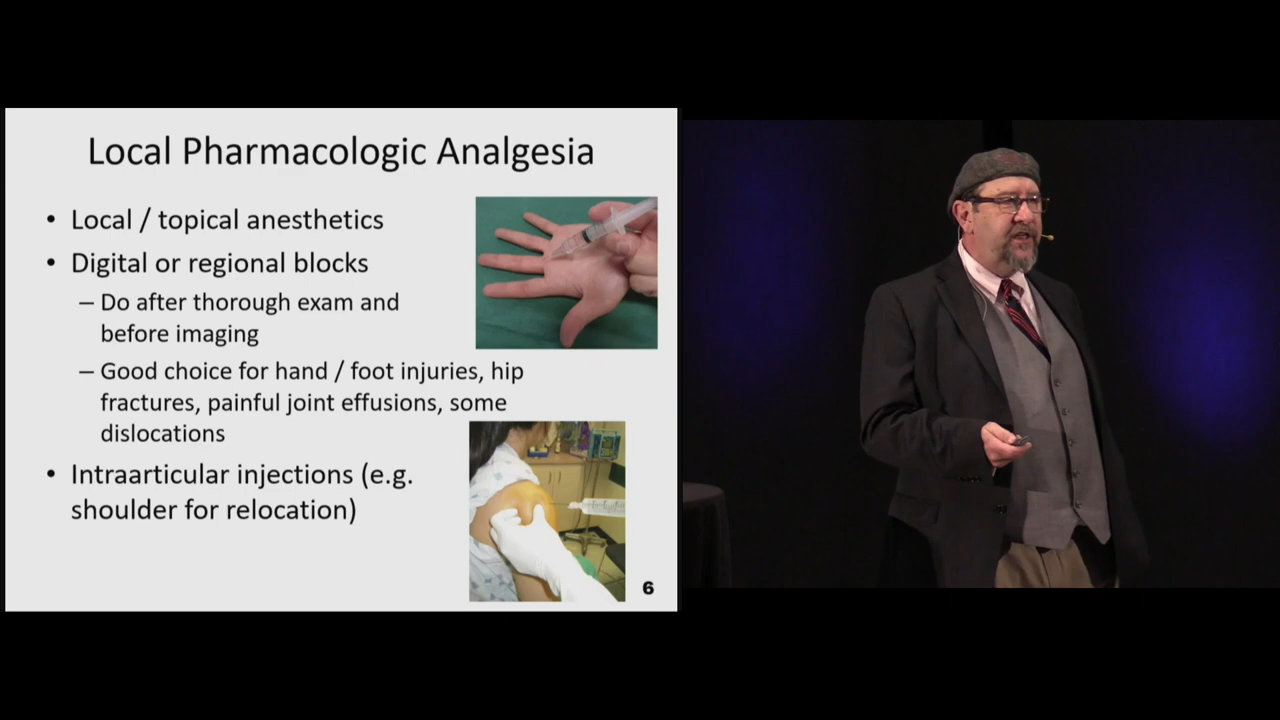 Local Pharmacologic Analgesia
• Local / topical anesthetics
• Digital or regional blocks
– Do after thorough exam and
before imaging
– Good choice for hand / foot injuries, hip
fractures, painful joint effusions, some
dislocations
• Intraarticular injections (e.g.
shoulder for relocation)
6